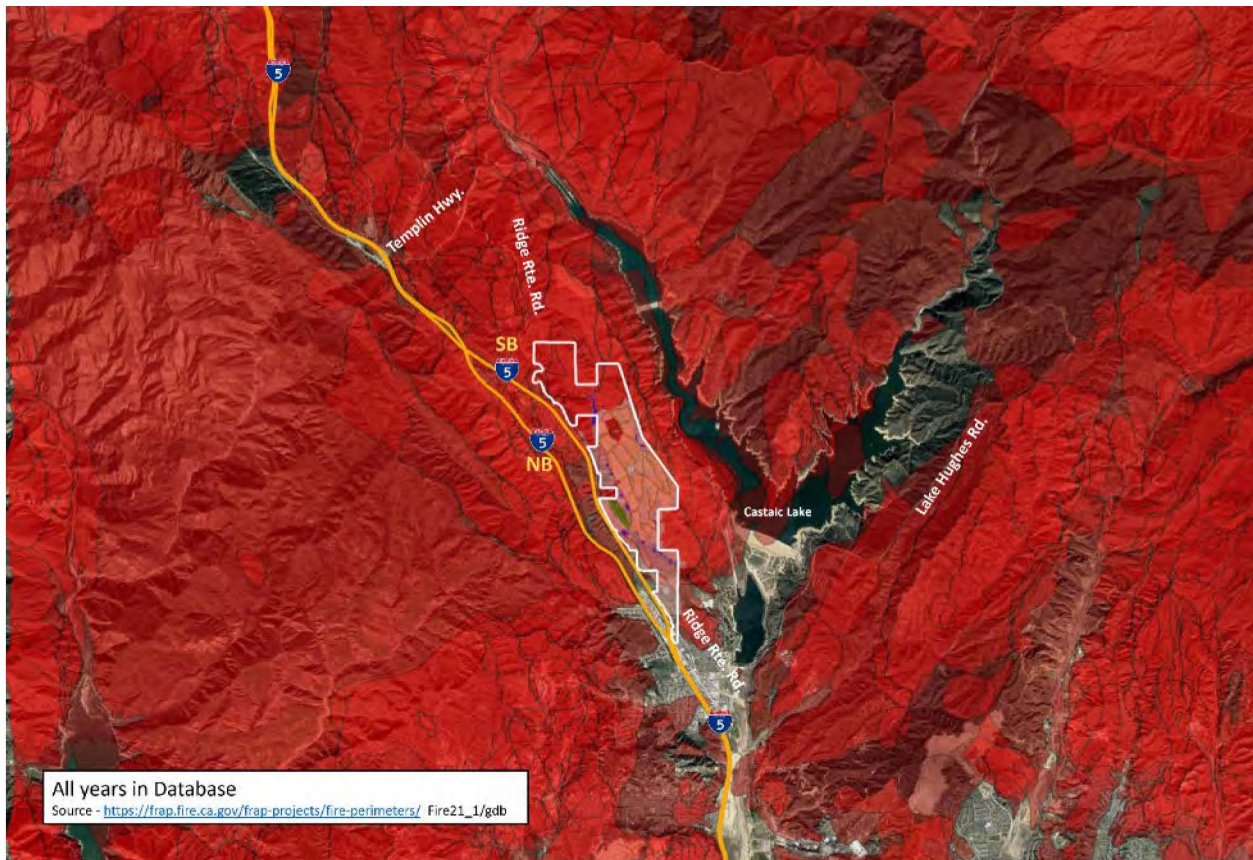 5
Templin Hwy.
Ridge Rte. Rd.
SB
5
5
NB
Lake Hughes Rd.
Castaic Lake
Ridge Rte. Rd.
5
All years in Database
Source - https://frap.fire.ca.gov/frap-projects/fire-perimeters/ Fire21_1/gdb